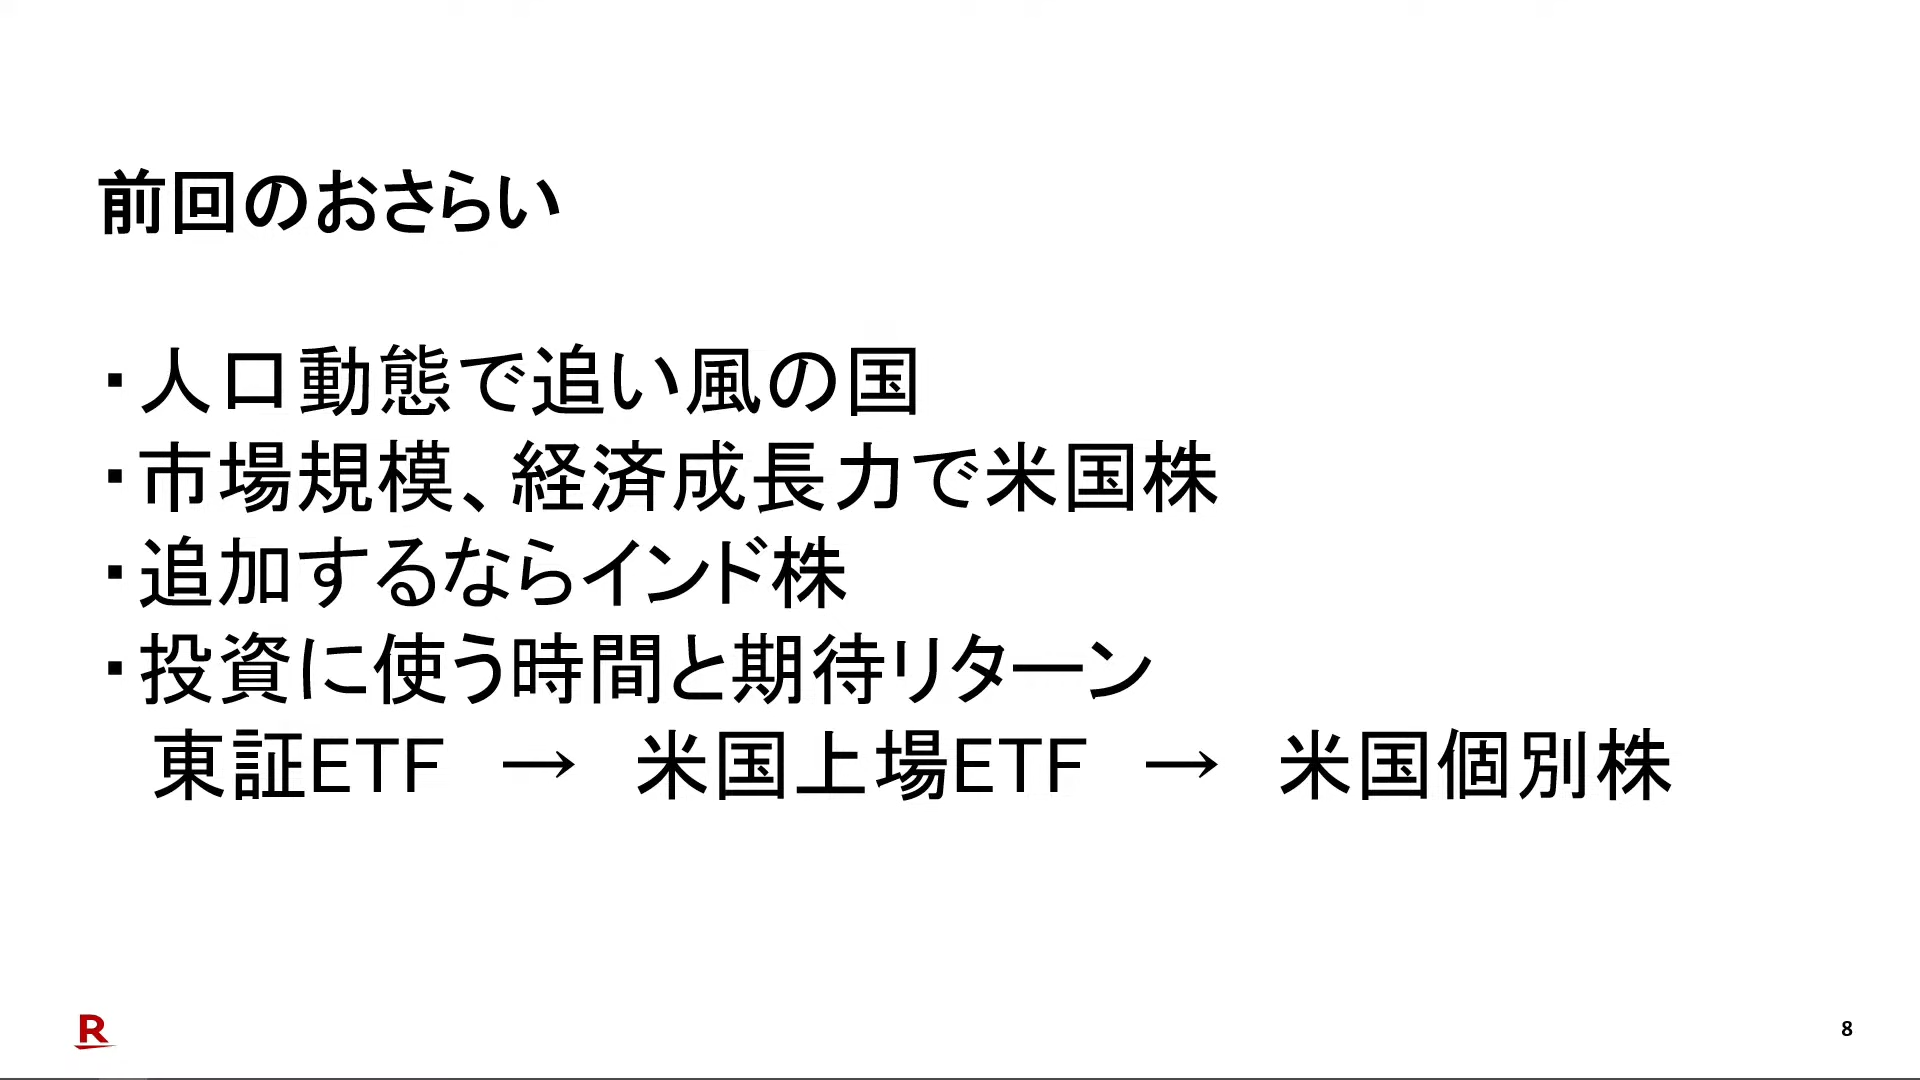 前回のおさらい
・人口動態で追い風の国
・市場規模、経済成長力で米国株
・追加するならインド株
・投資に使う時間と期待リターン
東証ETF　→　米国上場ETF　→　米国個別株
R
8